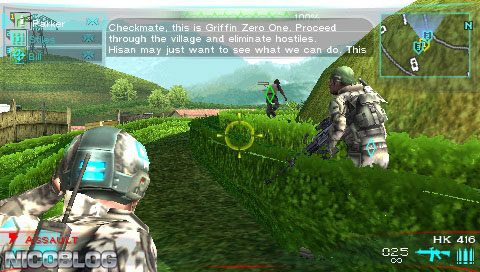 Parker
100%
Checkmate, this is Griffin Zero One. Proceed
through the village and eliminate hostiles.
Hisan may just want to see what we can do. This
Bill
Assault
HK 416
025
NICOBLOG